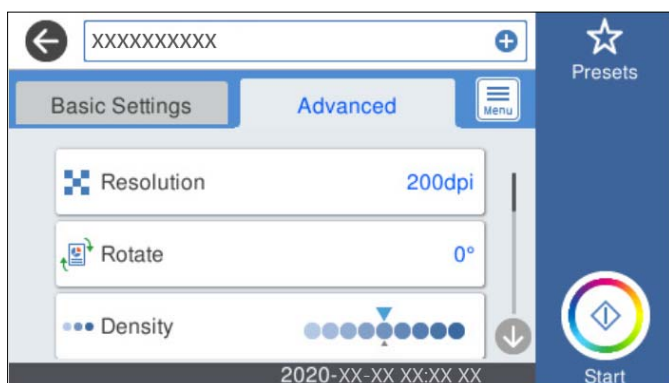 XXXXXXXXXX
Presets
Basic Settings
Advanced
Menu
Resolution 200dpi
Rotate 0°
Density
2020-XX-XX XX:XX XX
Start